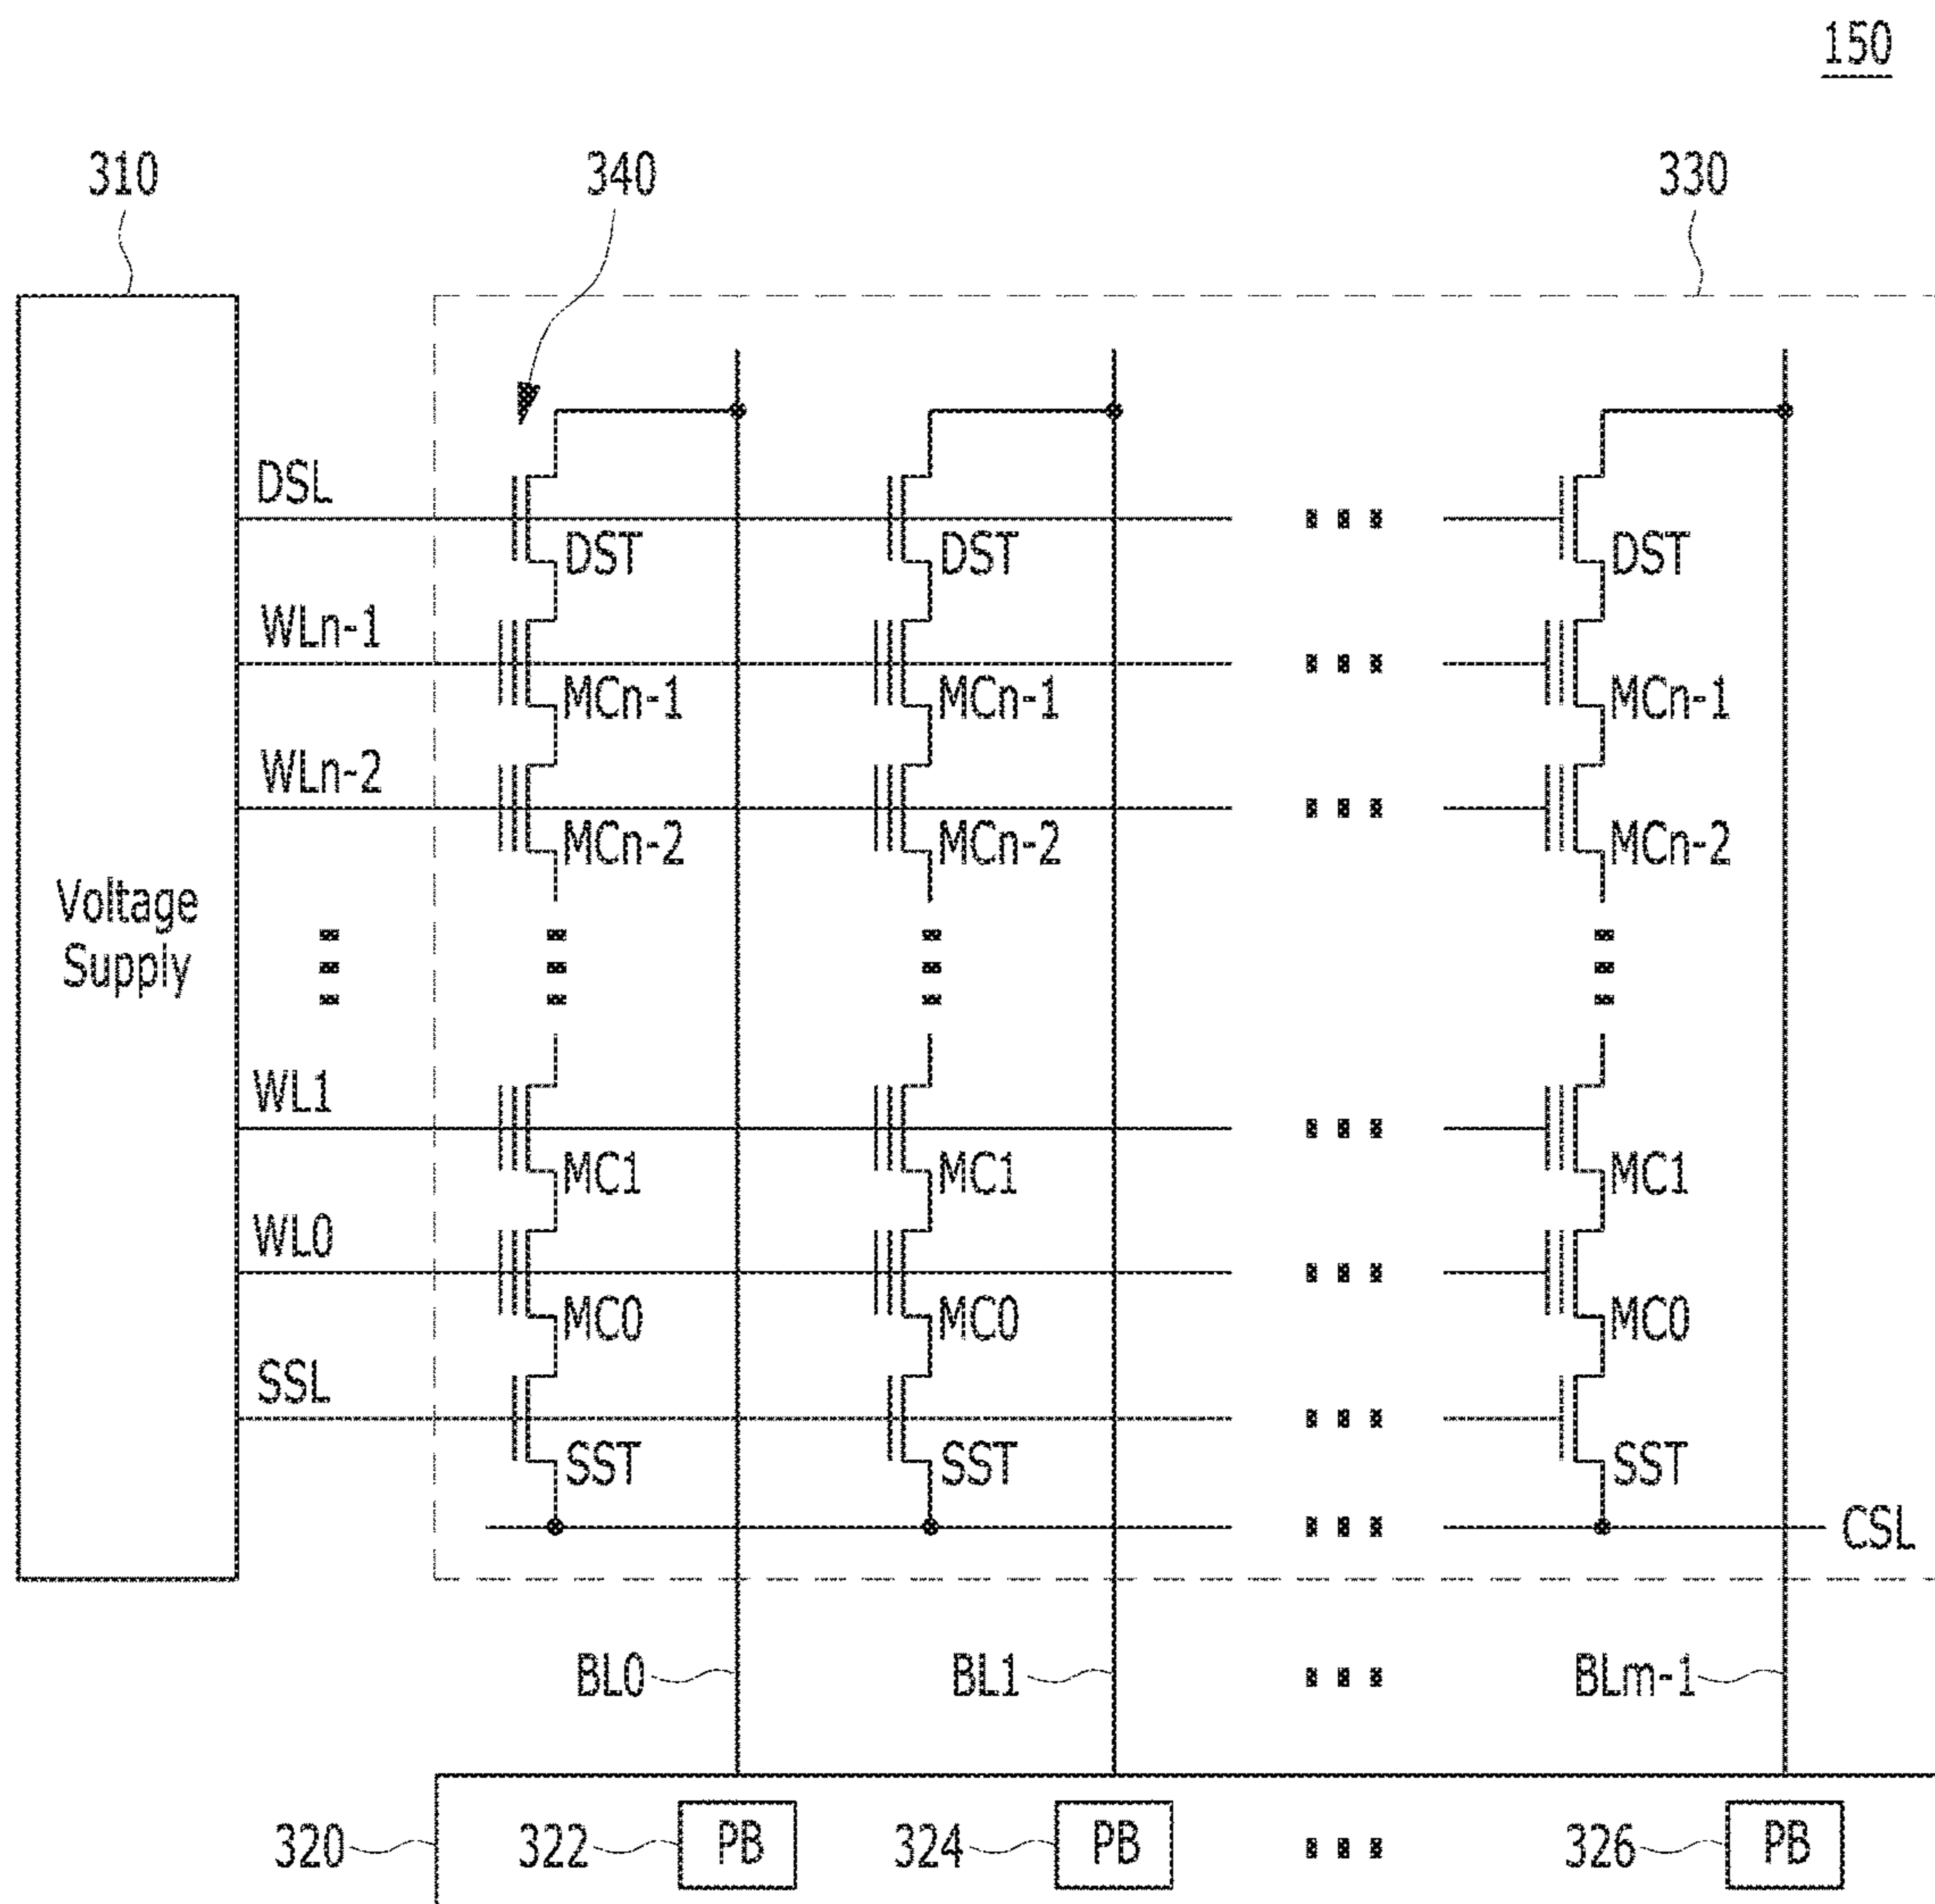 150
310 340 330
DSL
DST DST DST
WLn-1
MCn-1 MCn-1 MCn-1
WLn-2
MCn-2 MCn-2 MCn-2
Voltage
Supply
WL1
MC1 MC1 MC1
WL0
MC0 MC0 MC0
SSL
SST SST SST
CSL
BL0 BL1 BLm-1
320 322 PB 324 PB 326 PB